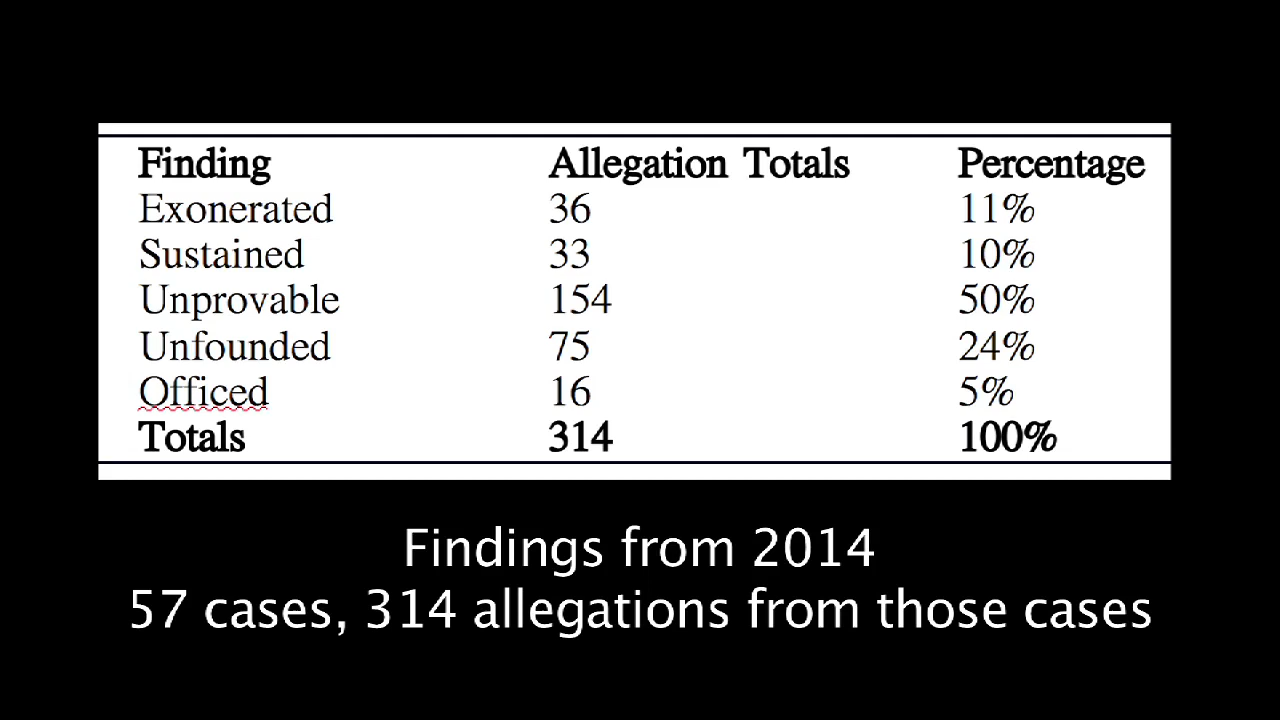 Finding Allegation Totals Percentage
Exonerated 36 11%
Sustained 33 10%
Unprovable 154 50%
Unfounded 75 24%
Officed 16 5%
Totals 314 100%
Findings from 2014
57 cases, 314 allegations from those cases